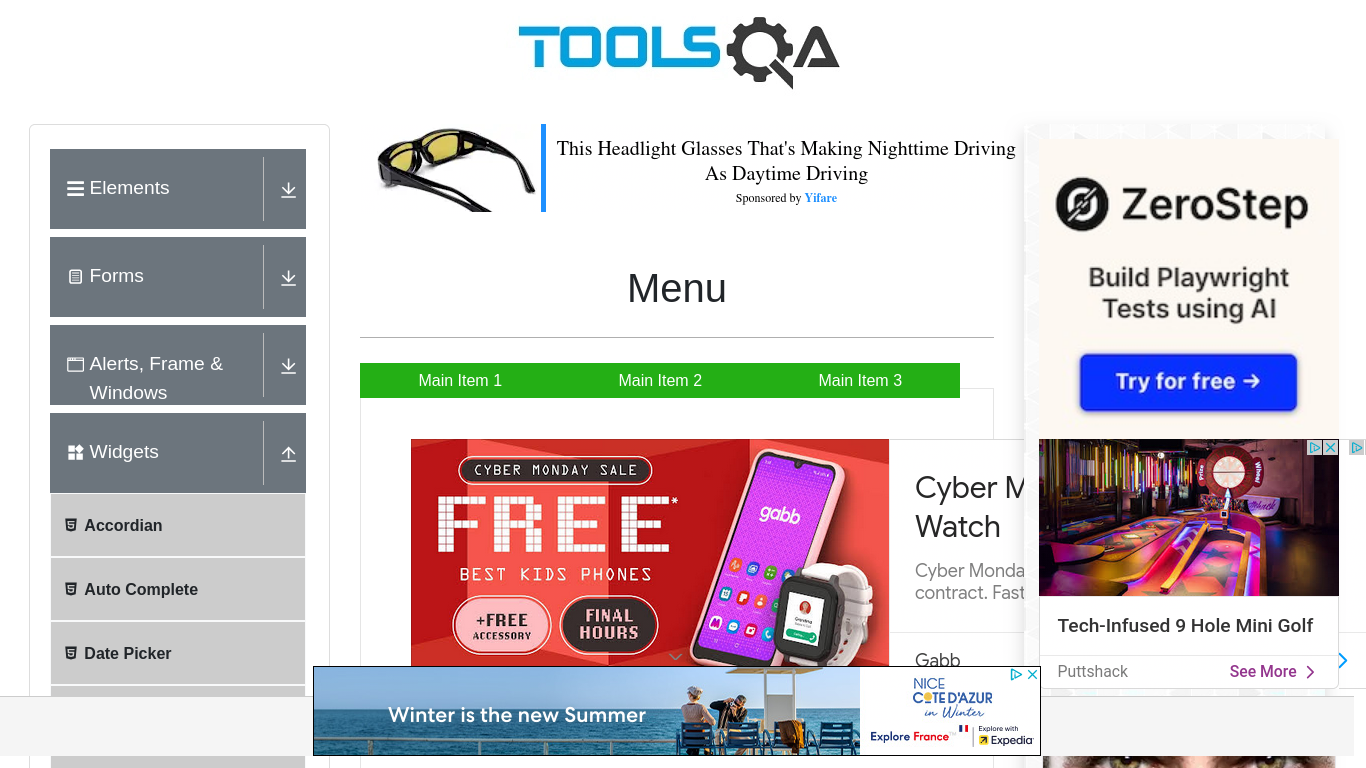 TOOLSQA
Elements
Forms
Alerts, Frame &
Windows
Widgets
Accordian
Auto Complete
Date Picker
This Headlight Glasses That's Making Nighttime Driving
As Daytime Driving
Sponsored by Yifare
Menu
Main Item 1
Main Item 2
Main Item 3
CYBER MONDAY SALE
FREE*
BEST KIDS PHONES
+FREE
ACCESSORY
FINAL
HOURS
gabb
Cyber M
Watch
Cyber Monda
contract. Fast
Gabb
ZeroStep
Build Playwright
Tests using AI
Try for free →
Tech-Infused 9 Hole Mini Golf
Puttshack
See More
Winter is the new Summer
NICE
CÔTE D'AZUR
in Winter
Explore France
Explore with
Expedia